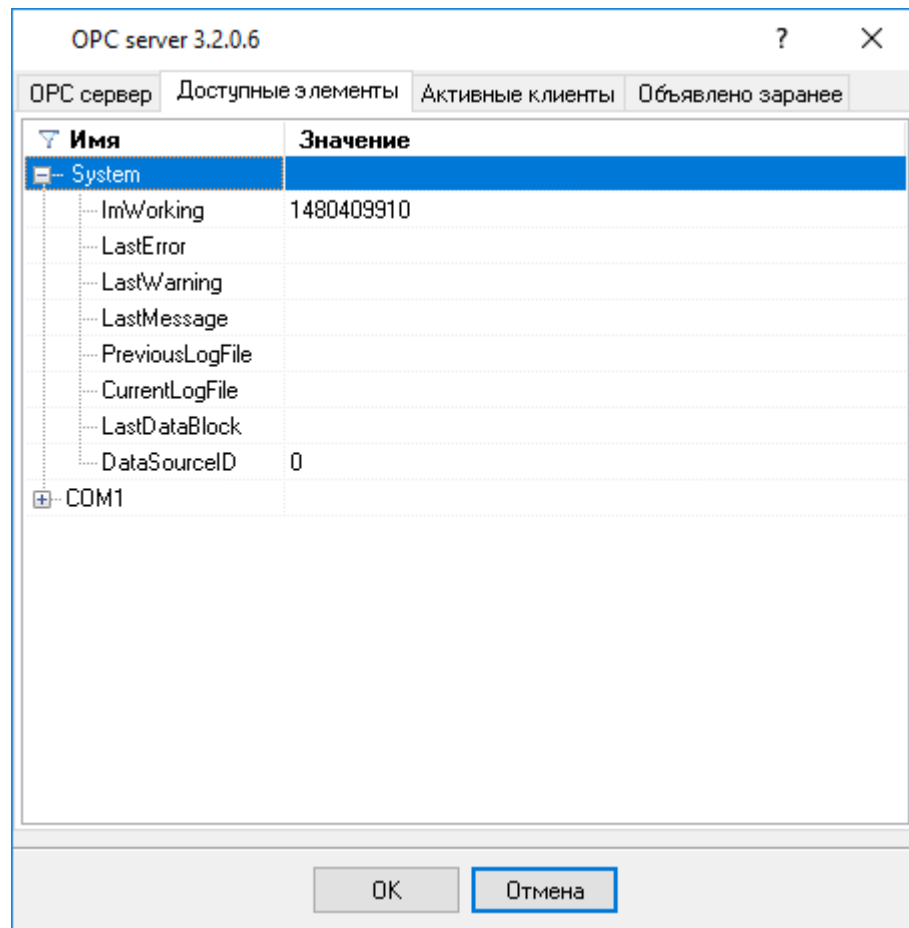 OPC server 3.2.0.6 ?
OPC сервер Доступные элементы Активные клиенты Объявлено заранее
Имя Значение
System
ImWorking 1480409910
LastError
LastWarning
LastMessage
PreviousLogFile
CurrentLogFile
LastDataBlock
DataSourceID 0
COM1
OK Отмена